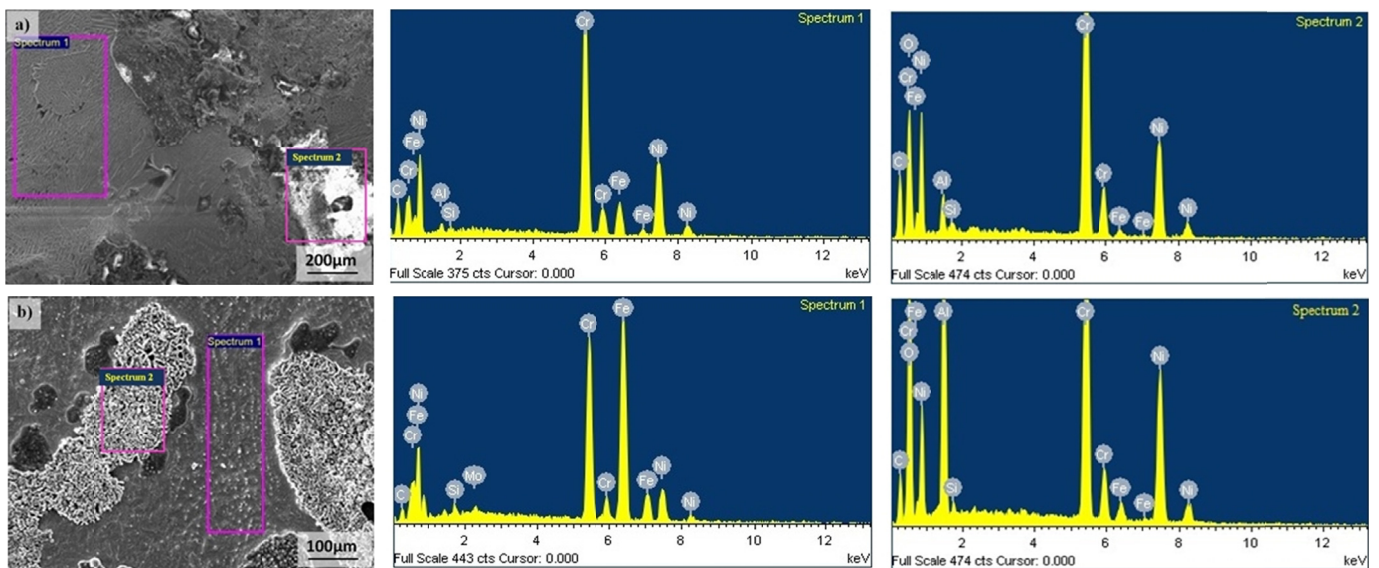 a)
Spectrum 1
Spectrum 2
200µm
Spectrum 1
Cr
Ni
Fe
Cr
C
Al
Si
Cr
Fe
Fe
Ni
Ni
2 4 6 8 10 12
Full Scale 375 cts Cursor: 0.000 keV
Spectrum 2
Cr
O
Ni
Cr
Fe
C
Al
Si
Cr
Fe
Fe
Ni
Ni
2 4 6 8 10 12
Full Scale 474 cts Cursor: 0.000 keV
b)
Spectrum 1
Spectrum 2
100µm
Spectrum 1
Fe
Cr
Ni
Fe
Cr
C
Si
Mo
Cr
Fe
Ni
Ni
2 4 6 8 10 12
Full Scale 443 cts Cursor: 0.000 keV
Spectrum 2
Fe
Al
Cr
Cr
O
Ni
C
Si
Cr
Fe
Fe
Ni
Ni
2 4 6 8 10 12
Full Scale 474 cts Cursor: 0.000 keV